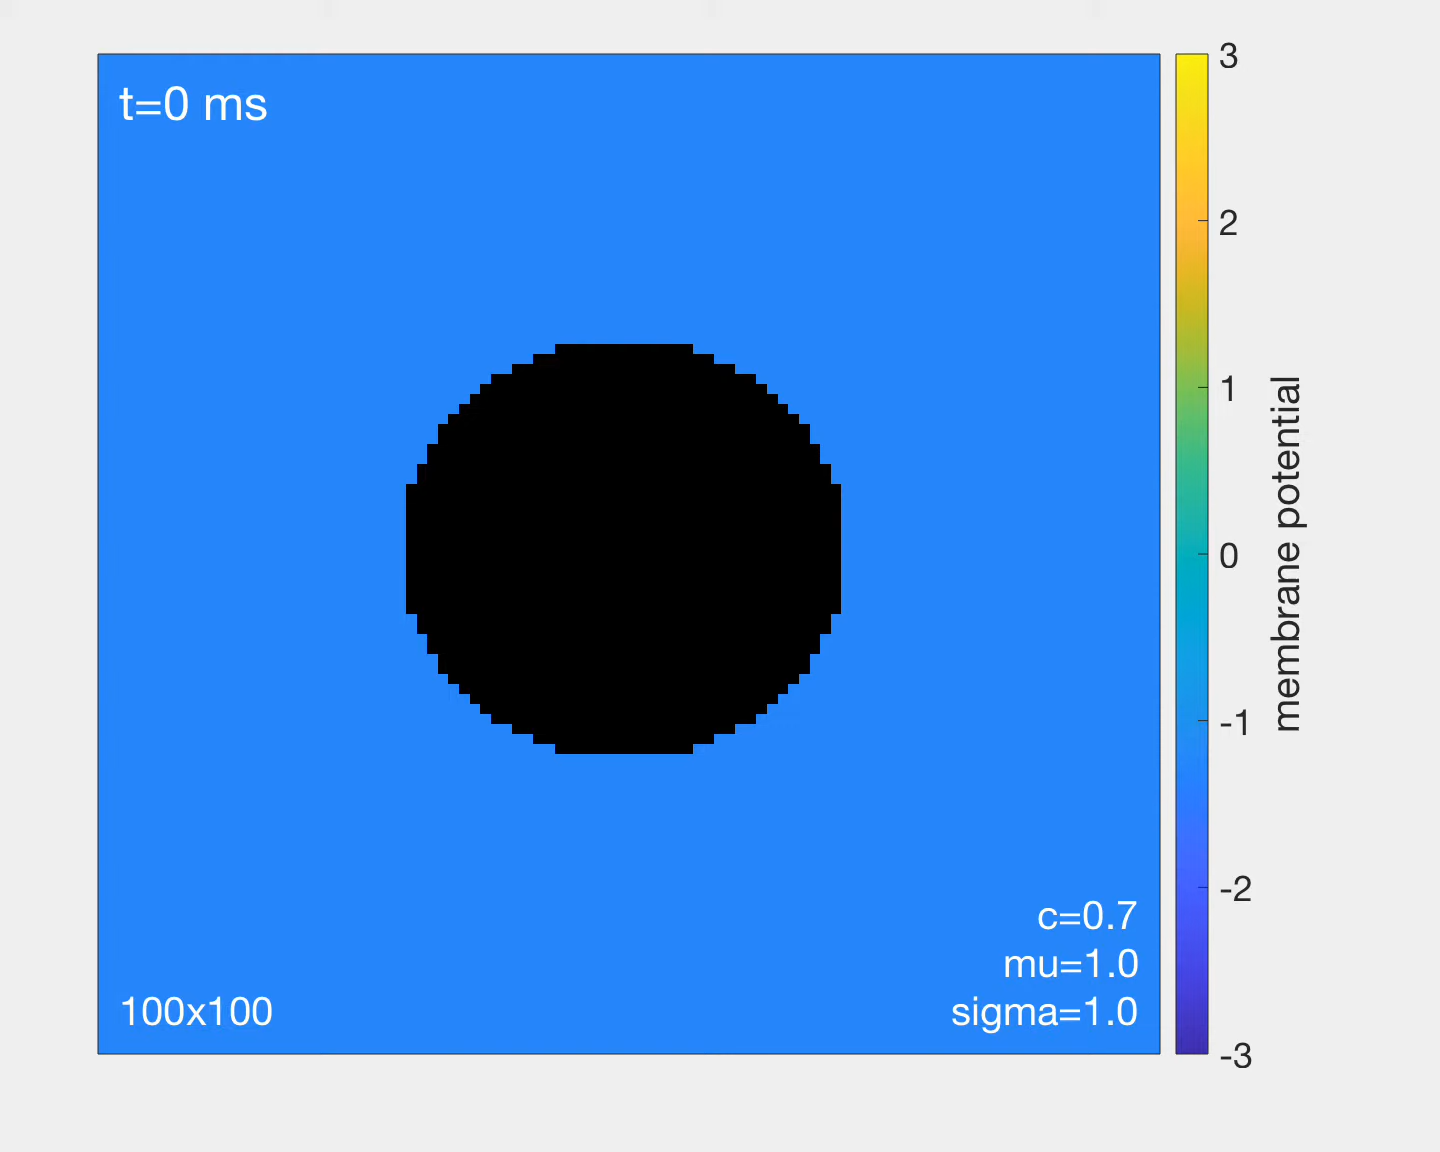 t=0 ms
100x100
c=0.7
mu=1.0
sigma=1.0
3
2
1
0
-1
-2
-3
membrane potential